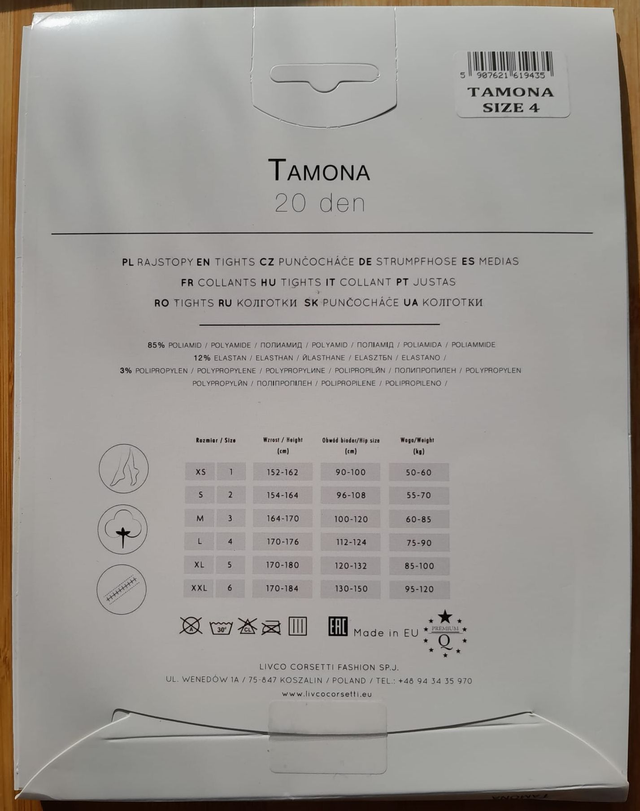 5 907621 619435
TAMONA
SIZE 4
TAMONA
20 den
PL RAJSTOPY EN TIGHTS CZ PUNČOCHÁČE DE STRUMPFHOSE ES MEDIAS
FR COLLANTS HU TIGHTS IT COLLANT PT JUSTAS
RO TIGHTS RU КОЛГОТКИ SK PUNČOCHÁČE UA КОЛГОТКИ
85% POLIAMID / POLYAMIDE / ПОЛИАМИД / POLYAMID / ПОЛІАМІД / POLIAMIDA / POLIAMMIDE
12% ELASTAN / ELASTHAN / ÉLASTHANE / / ELASTANO /
3% POLIPROPYLEN / POLYPROPYLENE / POLYPROPYLINE / / ПОЛИПРОПИЛЕН / POLYPROPYLEN
/ ПОЛІПРОПІЛЕН / POLIPROPILENE / POLIPROPILENO /
Rozmiar / Size Wzrost / Height Obwód bioder/Hip size Waga/Weight
(cm) (cm) (kg)
XS 1 152-162 90-100 50-60
S 2 154-164 96-108 55-70
M 3 164-170 100-120 60-85
L 4 170-176 112-124 75-90
XL 5 170-180 120-132 85-100
XXL 6 170-184 130-150 95-120
A 30° CL EAC Made in EU PREMIUM
Q
LIVCO CORSETTI FASHION SP.J.
UL. WENEDÓW 1A / 75-847 KOSZALIN / POLAND / TEL.: +48 94 34 35 970
www.livcocorsetti.eu